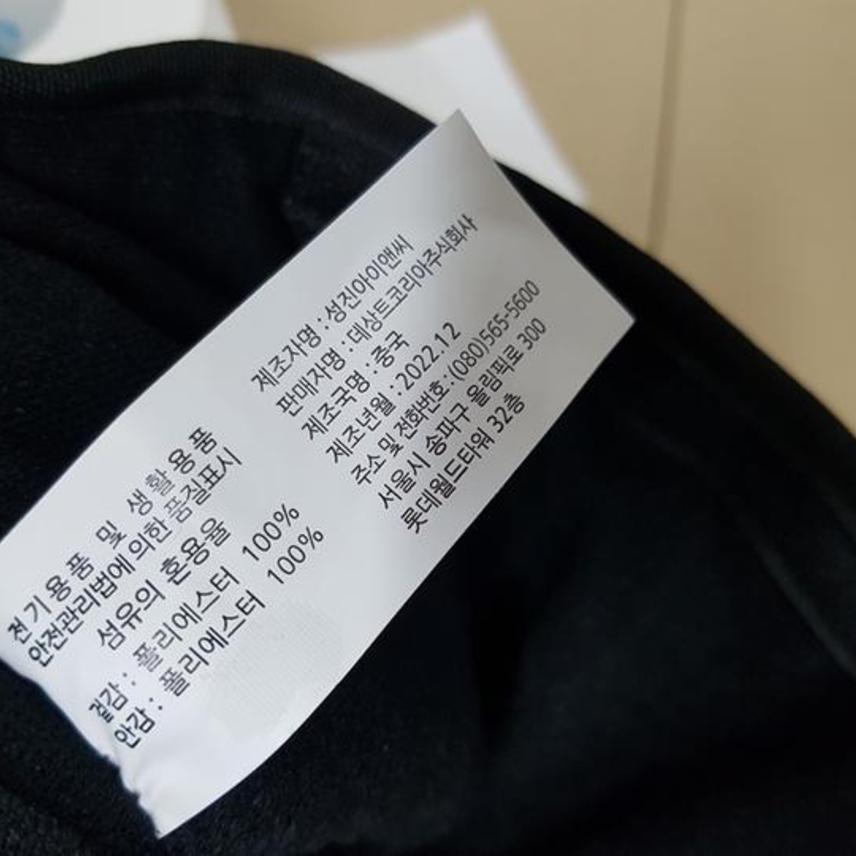 전기용품 및 생활용품
안전관리법에 의한 품질표시
섬유의 혼용율
겉감 : 폴리에스터 100%
안감 : 폴리에스터 100%
제조자명 : 성진아이앤씨
판매자명 : 데상트코리아주식회사
제조국명 : 중국
제조년월 : 2022.12
주소 및 전화번호 : (080)565-5600
서울시 송파구 올림픽로 300
롯데월드타워 32층